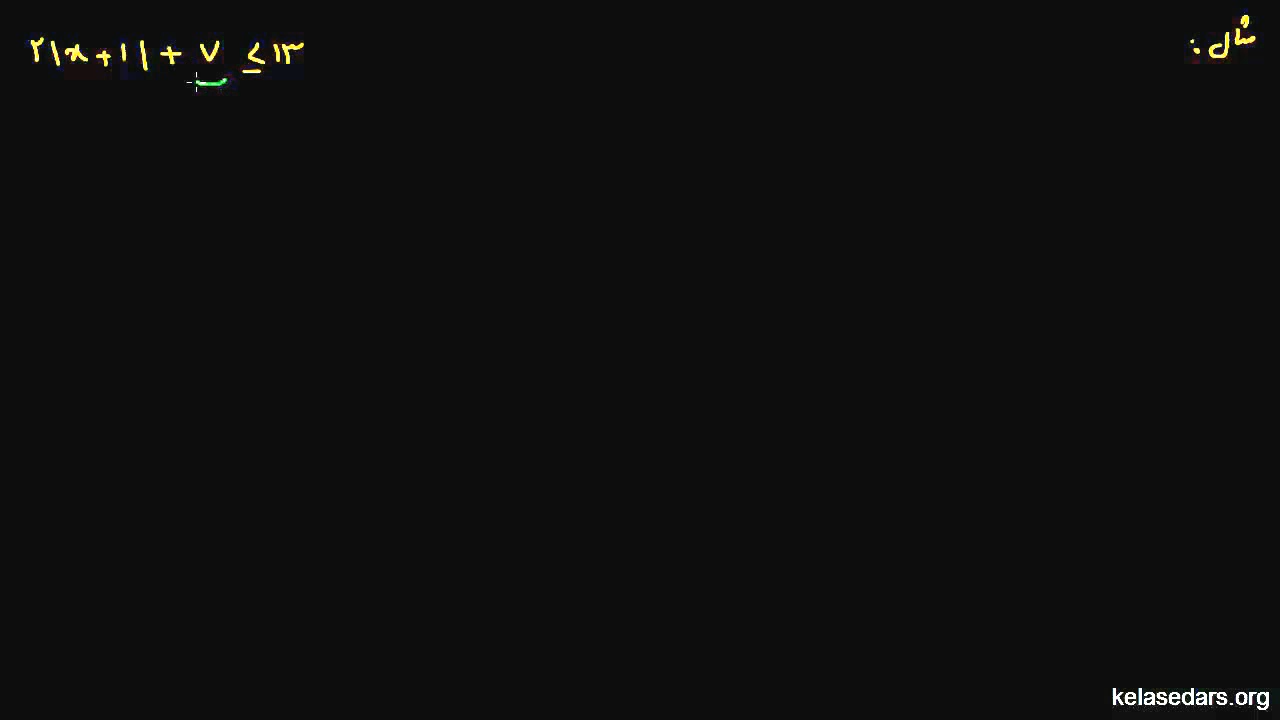 مثال :
۲|x+۱| + ۷ ≤ ۱۳
kelasedars.org